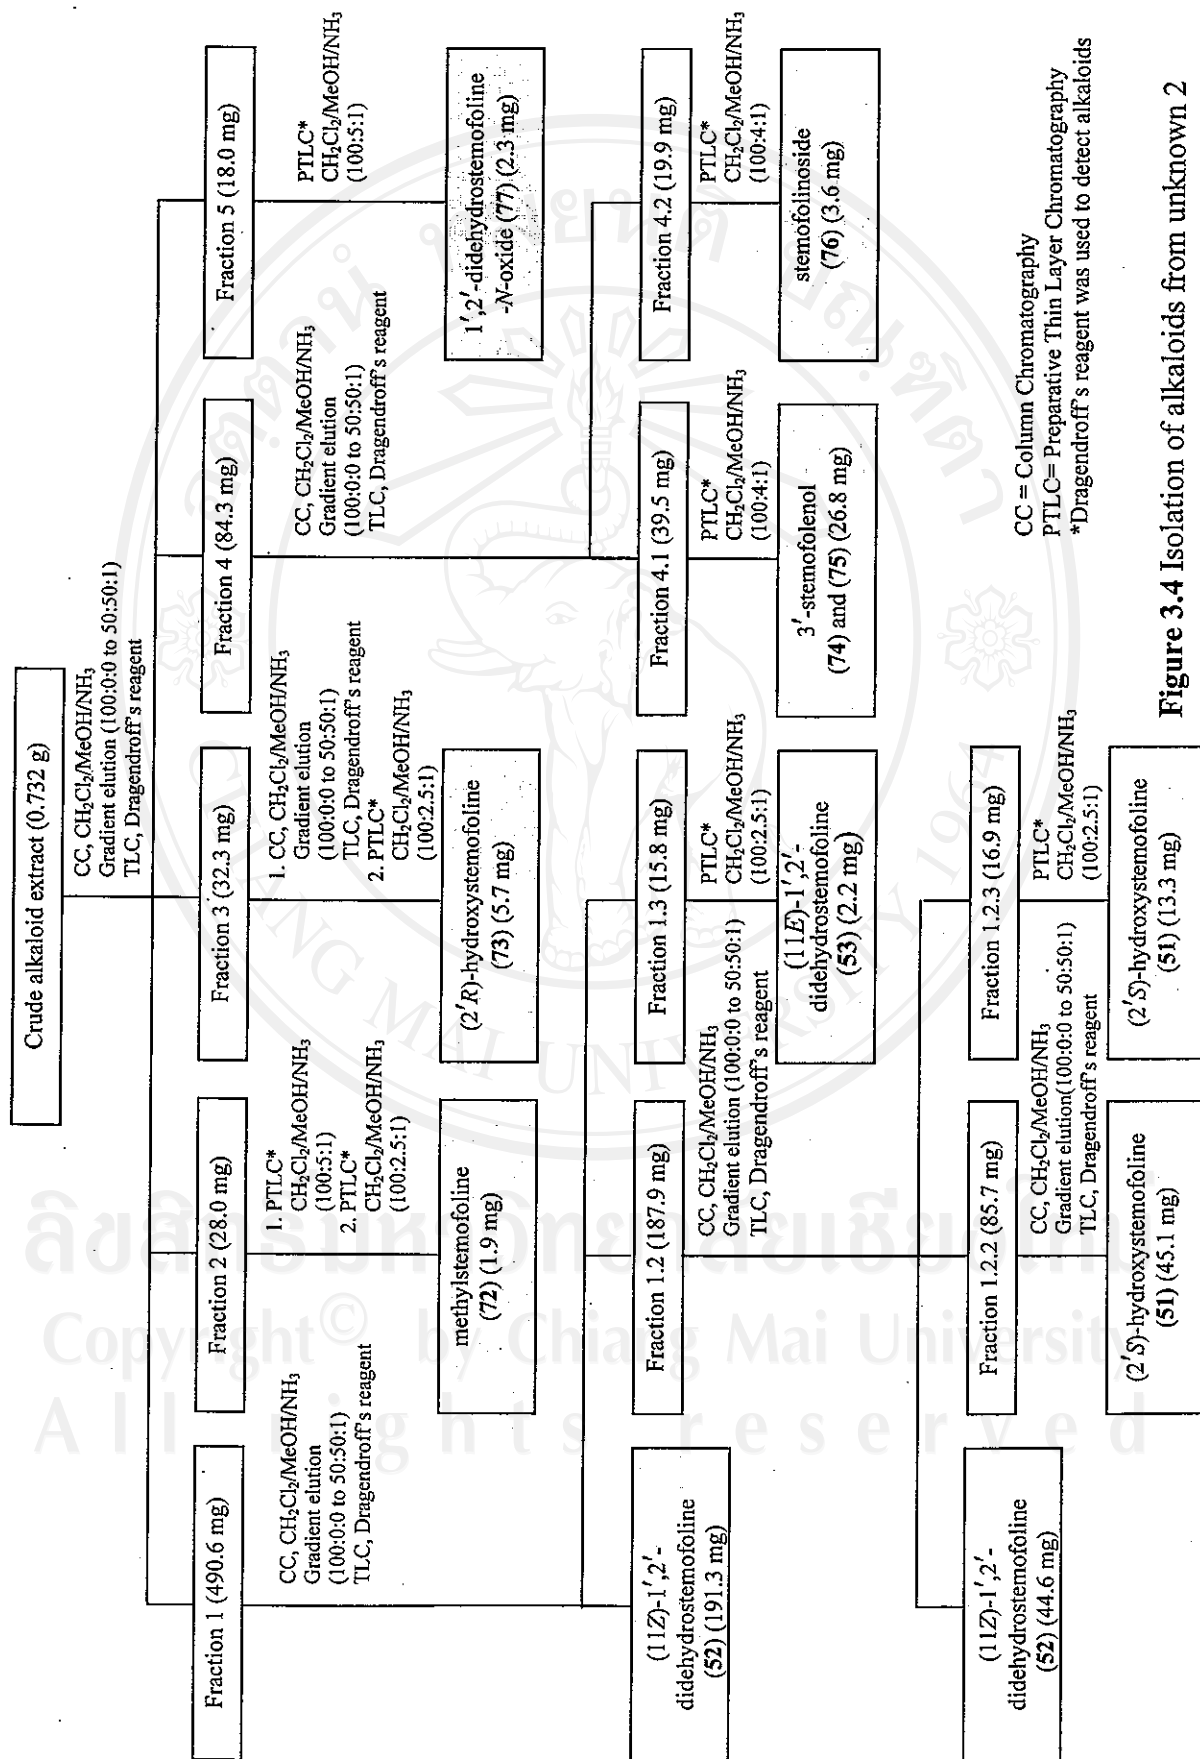 Crude alkaloid extract (0.732 g)
CC, CH₂Cl₂/MeOH/NH₃
Gradient elution (100:0:0 to 50:50:1)
TLC, Dragendroff's reagent
Fraction 1 (490.6 mg)
Fraction 2 (28.0 mg)
Fraction 3 (32.3 mg)
Fraction 4 (84.3 mg)
Fraction 5 (18.0 mg)
CC, CH₂Cl₂/MeOH/NH₃
Gradient elution
(100:0:0 to 50:50:1)
TLC, Dragendroff's reagent
1. PTLC*
CH₂Cl₂/MeOH/NH₃
(100:5:1)
2. PTLC*
CH₂Cl₂/MeOH/NH₃
(100:2.5:1)
1. CC, CH₂Cl₂/MeOH/NH₃
Gradient elution
(100:0:0 to 50:50:1)
TLC, Dragendroff's reagent
2. PTLC*
CH₂Cl₂/MeOH/NH₃
(100:2.5:1)
CC, CH₂Cl₂/MeOH/NH₃
Gradient elution
(100:0:0 to 50:50:1)
TLC, Dragendroff's reagent
PTLC*
CH₂Cl₂/MeOH/NH₃
(100:5:1)
methylstemofoline
(72) (1.9 mg)
(2′R)-hydroxystemofoline
(73) (5.7 mg)
1′,2′-didehydrostemofoline
-N-oxide (77) (2.3 mg)
(11Z)-1′,2′-
didehydrostemofoline
(52) (191.3 mg)
Fraction 1.2 (187.9 mg)
Fraction 1.3 (15.8 mg)
Fraction 4.1 (39.5 mg)
Fraction 4.2 (19.9 mg)
CC, CH₂Cl₂/MeOH/NH₃
Gradient elution (100:0:0 to 50:50:1)
TLC, Dragendroff's reagent
PTLC*
CH₂Cl₂/MeOH/NH₃
(100:2.5:1)
PTLC*
CH₂Cl₂/MeOH/NH₃
(100:4:1)
PTLC*
CH₂Cl₂/MeOH/NH₃
(100:4:1)
(11E)-1′,2′-
didehydrostemofoline
(53) (2.2 mg)
3′-stemofolenol
(74) and (75) (26.8 mg)
stemofolinoside
(76) (3.6 mg)
(11Z)-1′,2′-
didehydrostemofoline
(52) (44.6 mg)
Fraction 1.2.2 (85.7 mg)
Fraction 1.2.3 (16.9 mg)
CC, CH₂Cl₂/MeOH/NH₃
Gradient elution(100:0:0 to 50:50:1)
TLC, Dragendroff's reagent
PTLC*
CH₂Cl₂/MeOH/NH₃
(100:2.5:1)
(2′S)-hydroxystemofoline
(51) (45.1 mg)
(2′S)-hydroxystemofoline
(51) (13.3 mg)
CC = Column Chromatography
PTLC= Preparative Thin Layer Chromatography
*Dragendroff's reagent was used to detect alkaloids
Figure 3.4 Isolation of alkaloids from unknown 2
CHIANG MAI UNIVERSITY 1964
Copyright© by Chiang Mai University
All rights reserved